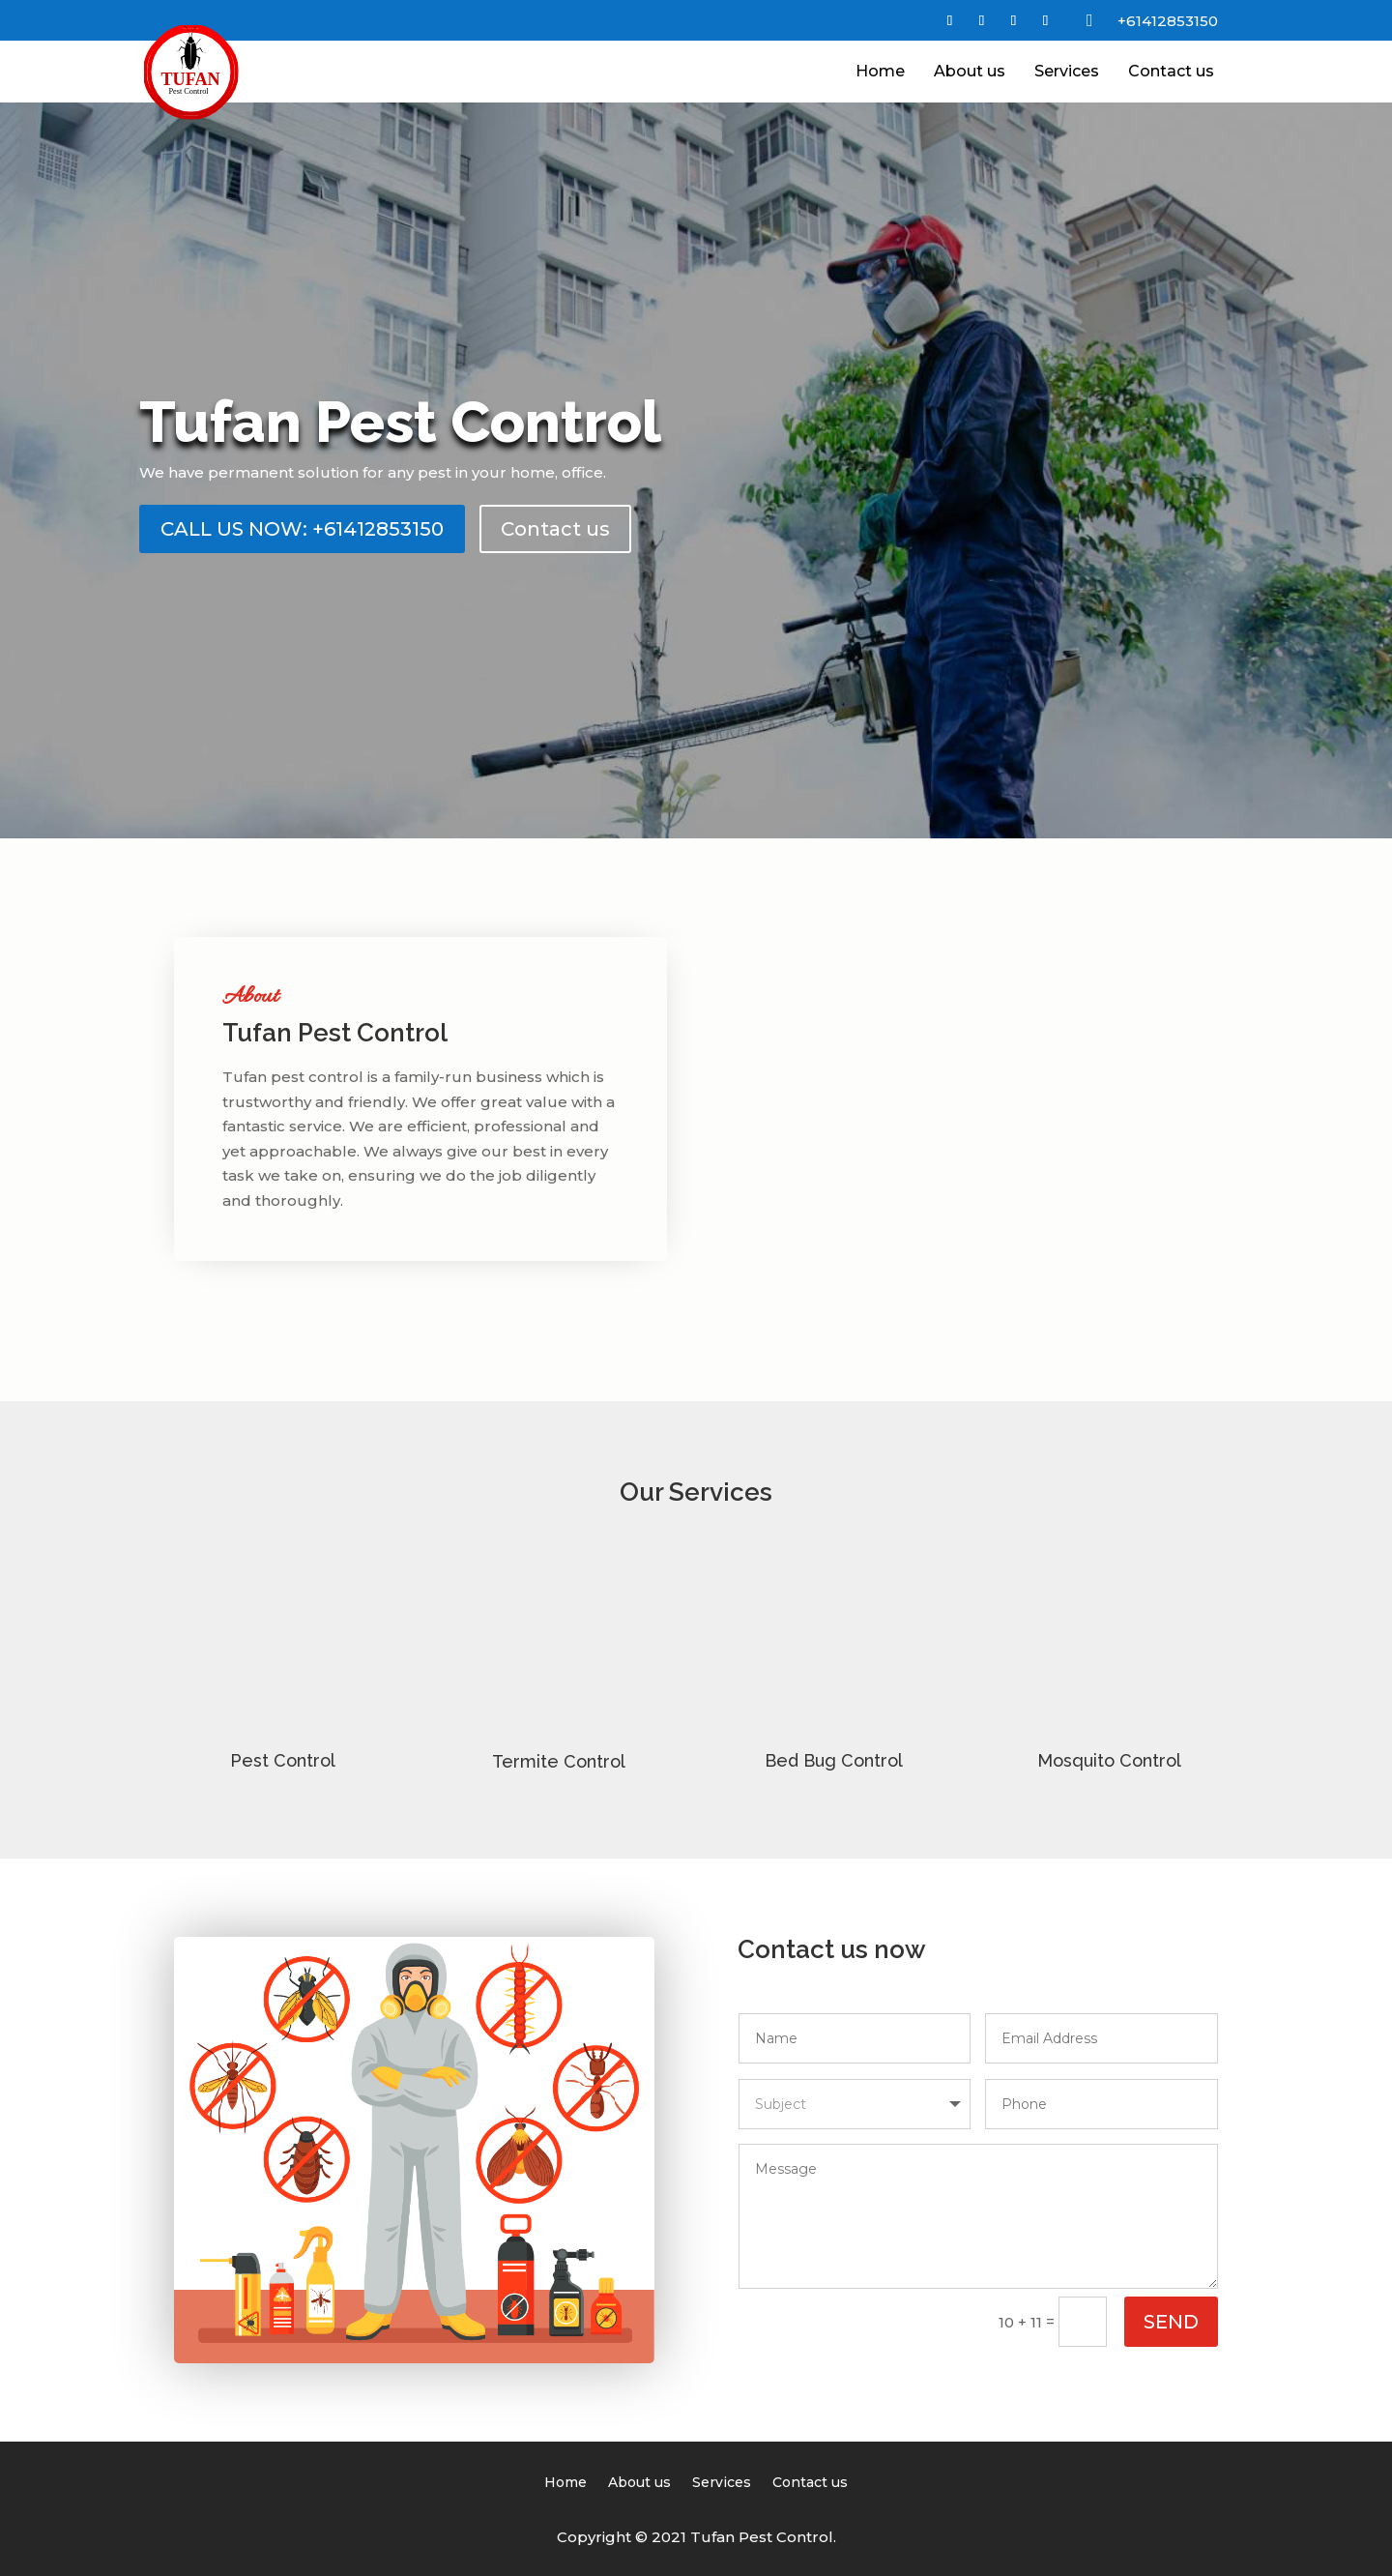 +61412853150
TUFAN
Pest Control
Home About us Services Contact us
Tufan Pest Control
We have permanent solution for any pest in your home, office.
CALL US NOW: +61412853150 Contact us
About
Tufan Pest Control
Tufan pest control is a family-run business which is
trustworthy and friendly. We offer great value with a
fantastic service. We are efficient, professional and
yet approachable. We always give our best in every
task we take on, ensuring we do the job diligently
and thoroughly.
Our Services
Pest Control Termite Control Bed Bug Control Mosquito Control
Contact us now
Name Email Address
Subject Phone
Message
10 + 11 = SEND
Home About us Services Contact us
Copyright © 2021 Tufan Pest Control.